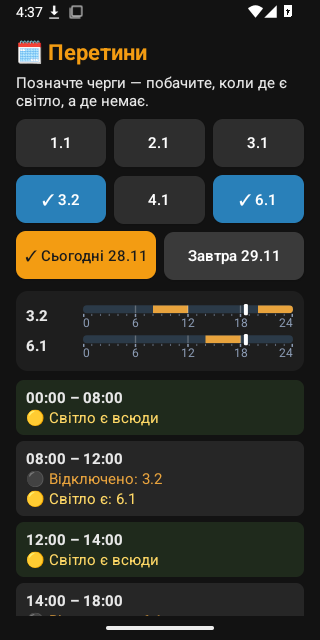 4:37
🗓️ Перетини
Позначте черги — побачите, коли де є
світло, а де немає.
1.1 2.1 3.1
✓ 3.2 4.1 ✓ 6.1
✓ Сьогодні 28.11 Завтра 29.11
3.2
0 6 12 18 24
6.1
0 6 12 18 24
00:00 – 08:00
🟡 Світло є всюди
08:00 – 12:00
⚫ Відключено: 3.2
🟡 Світло є: 6.1
12:00 – 14:00
🟡 Світло є всюди
14:00 – 18:00